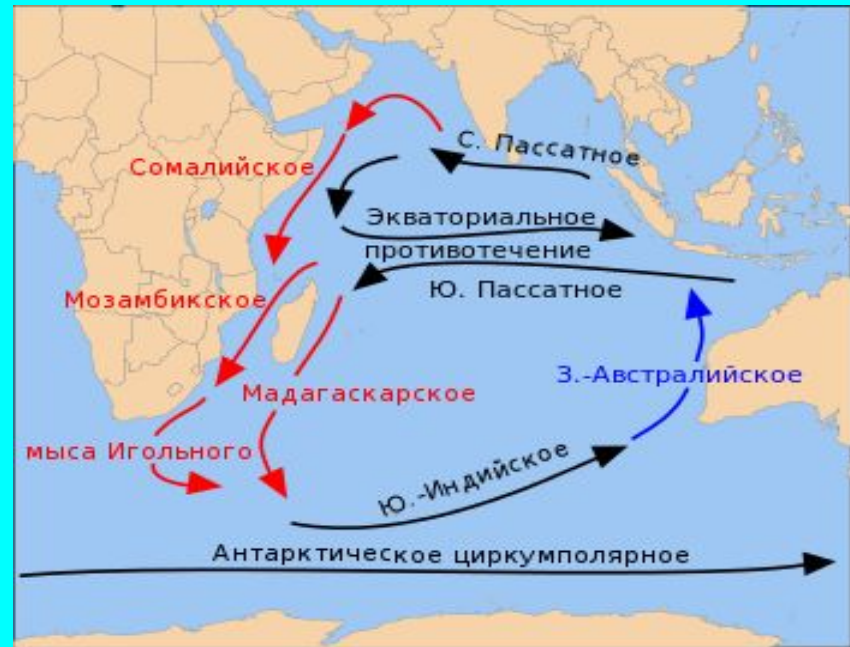 С. Пассатное
Сомалийское
Экваториальное
противотечение
Ю. Пассатное
Мозамбикское
З.-Австралийское
Мадагаскарское
мыса Игольного
Ю.-Индийское
Антарктическое циркумполярное